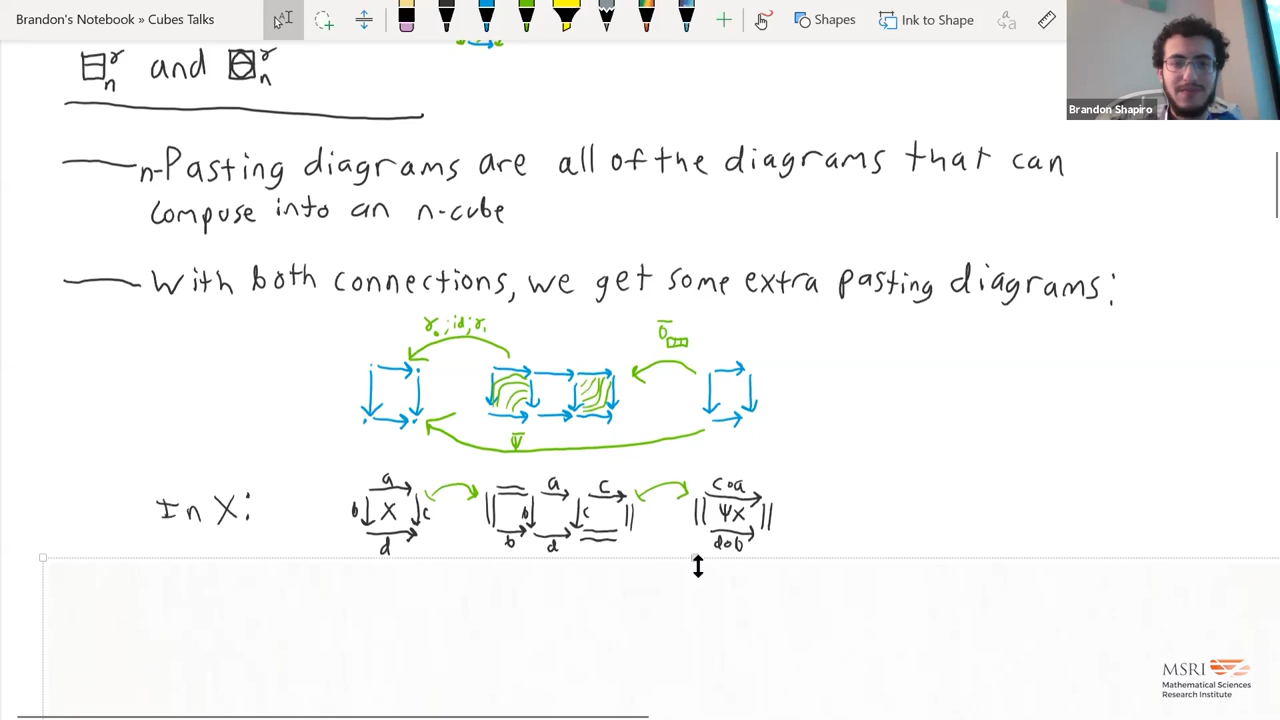 Brandon's Notebook » Cubes Talks
Shapes
Ink to Shape
Brandon Shapiro
□ⁿʳ and
n-Pasting diagrams are all of the diagrams that can
compose into an n-cube
With both connections, we get some extra pasting diagrams:
γ₀; id; γ₁
Ψ̄
In X:
a
b X c
d
b a c
b d c
c∘a
ΨX
d∘b
MSRI
Mathematical Sciences
Research Institute